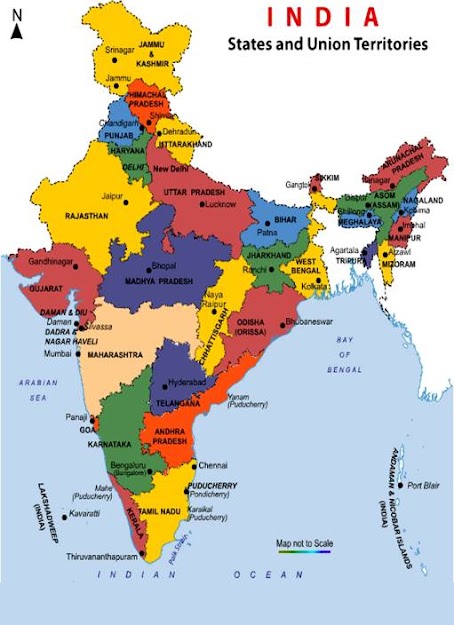 N
INDIA
States and Union Territories
Srinagar
JAMMU
&
KASHMIR
Jammu
HIMACHAL
PRADESH
Chandigarh
PUNJAB
Dehradun
UTTARAKHAND
HARYANA
DELHI
New Delhi
ARUNACHAL
PRADESH
SIKKIM
Itanagar
UTTAR PRADESH
Lucknow
Jaipur
RAJASTHAN
ASOM
(ASSAM)
NAGALAND
Kohima
Shillong
MEGHALAYA
BIHAR
Patna
Imphal
MANIPUR
Agartala
TRIPURA
MIZORAM
Gandhinagar
GUJARAT
Bhopal
MADHYA PRADESH
JHARKHAND
Ranchi
WEST
BENGAL
Kolkata
Naya
Raipur
CHHATTISGARH
DAMAN & DIU
Daman
Silvassa
DADRA &
NAGAR HAVELI
Mumbai
MAHARASHTRA
ODISHA
(ORISSA)
Bhubaneswar
BAY
OF
BENGAL
ARABIAN
SEA
Hyderabad
TELANGANA
Yanam
(Puducherry)
Panaji
GOA
KARNATAKA
ANDHRA
PRADESH
Bengaluru
(Bangalore)
Chennai
Mahe
(Puducherry)
PUDUCHERRY
(Pondicherry)
Karaikal
(Puducherry)
LAKSHADWEEP
(INDIA)
Kavaratti
KERALA
TAMIL NADU
ANDAMAN & NICOBAR ISLANDS
(INDIA)
Port Blair
Thiruvananthapuram
Palk Strait
Map not to Scale
INDIAN OCEAN